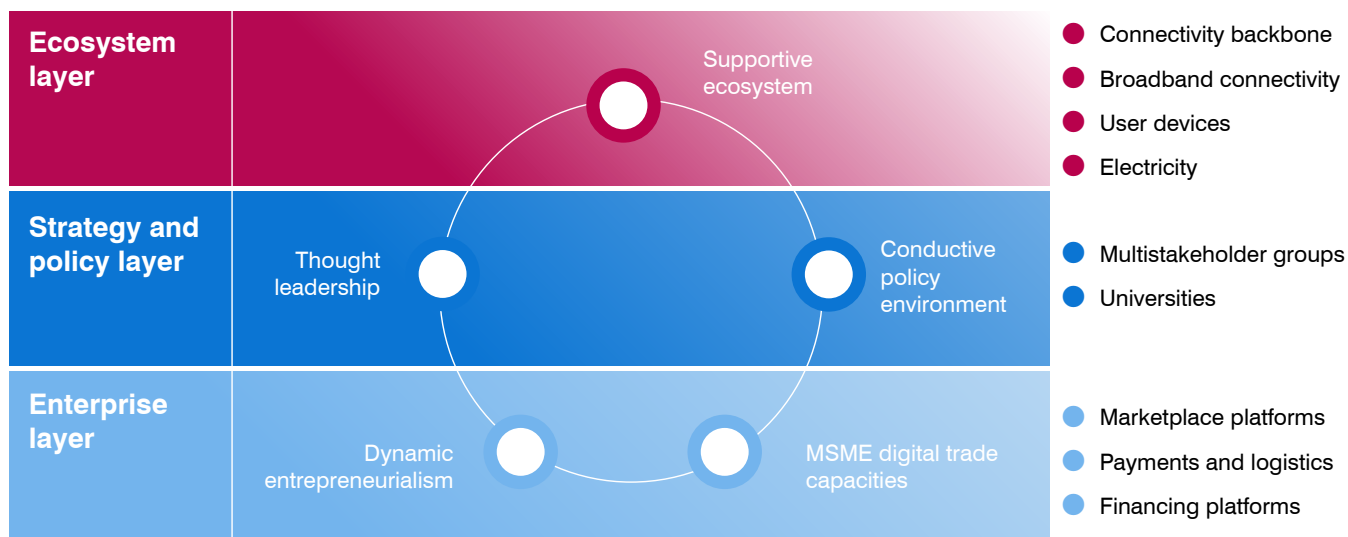 Ecosystem
layer
Supportive
ecosystem
Connectivity backbone
Broadband connectivity
User devices
Electricity
Strategy and
policy layer
Thought
leadership
Conductive
policy
environment
Multistakeholder groups
Universities
Enterprise
layer
Dynamic
entrepreneurialism
MSME digital trade
capacities
Marketplace platforms
Payments and logistics
Financing platforms